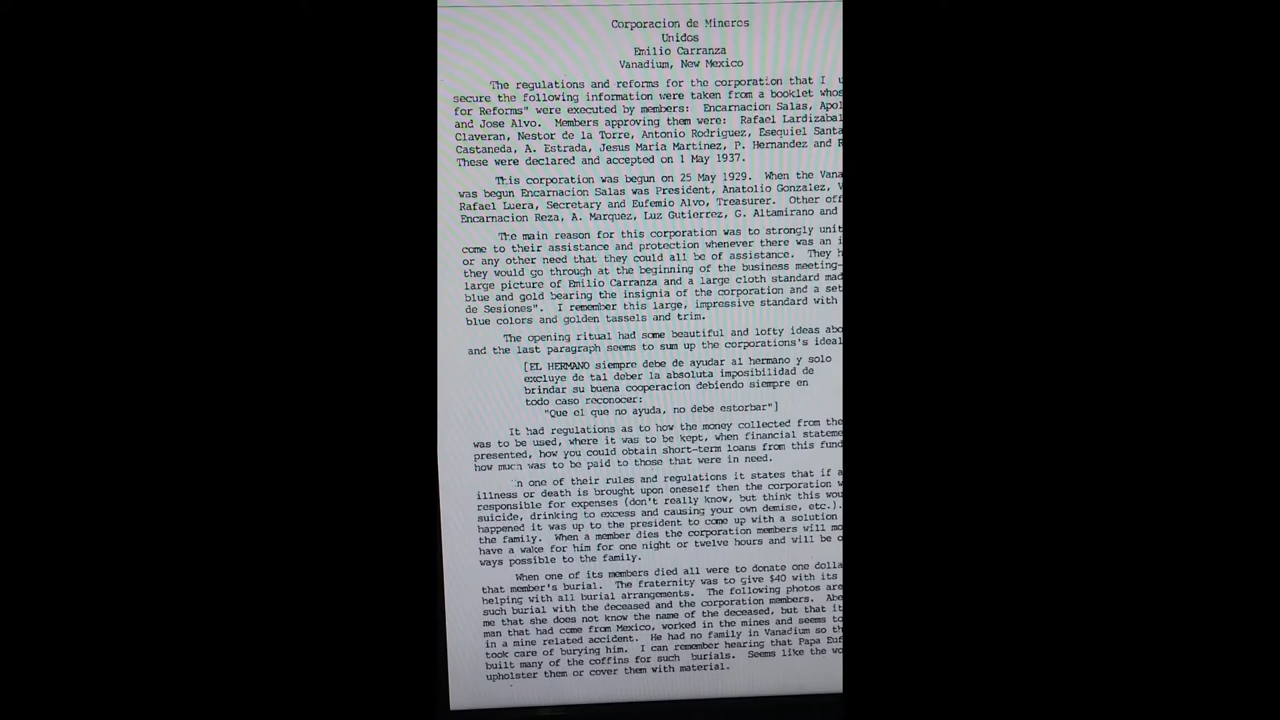 Corporacion de Mineros
Unidos
Emilio Carranza
Vanadium, New Mexico
The regulations and reforms for the corporation that I
secure the following information were taken from a booklet
for Reforms" were executed by members: Encarnacion Salas,
and Jose Alvo. Members approving them were: Rafael Lardizabal
Claveran, Nestor de la Torre, Antonio Rodriguez, Esequiel
Castaneda, A. Estrada, Jesus Maria Martinez, P. Hernandez and
These were declared and accepted on 1 May 1937.
This corporation was begun on 25 May 1929. When the
was begun Encarnacion Salas was President, Anatolio Gonzalez,
Rafael Luera, Secretary and Eufemio Alvo, Treasurer. Other
Encarnacion Reza, A. Marquez, Luz Gutierrez, G. Altamirano and
The main reason for this corporation was to strongly
come to their assistance and protection whenever there was an
or any other need that they could all be of assistance. They
they would go through at the beginning of the business meeting-
large picture of Emilio Carranza and a large cloth standard
blue and gold bearing the insignia of the corporation and a set
de Sesiones". I remember this large, impressive standard with
blue colors and golden tassels and trim.
The opening ritual had some beautiful and lofty ideas
and the last paragraph seems to sum up the corporations's
[EL HERMANO siempre debe de ayudar al hermano y solo
excluye de tal deber la absoluta imposibilidad de
brindar su buena cooperacion debiendo siempre en
todo caso reconocer:
"Que el que no ayuda, no debe estorbar"]
It had regulations as to how the money collected from
was to be used, where it was to be kept, when financial
presented, how you could obtain short-term loans from this
how much was to be paid to those that were in need.
In one of their rules and regulations it states that if
illness or death is brought upon oneself then the corporation
responsible for expenses (don't really know, but think this
suicide, drinking to excess and causing your own demise, etc.).
happened it was up to the president to come up with a solution
the family. When a member dies the corporation members will
have a wake for him for one night or twelve hours and will be
ways possible to the family.
When one of its members died all were to donate one
that member's burial. The fraternity was to give $40 with its
helping with all burial arrangements. The following photos are
such burial with the deceased and the corporation members.
me that she does not know the name of the deceased, but that it
man that had come from Mexico, worked in the mines and seems to
in a mine related accident. He had no family in Vanadium so
took care of burying him. I can remember hearing that Papa
built many of the coffins for such burials. Seems like the
upholster them or cover them with material.